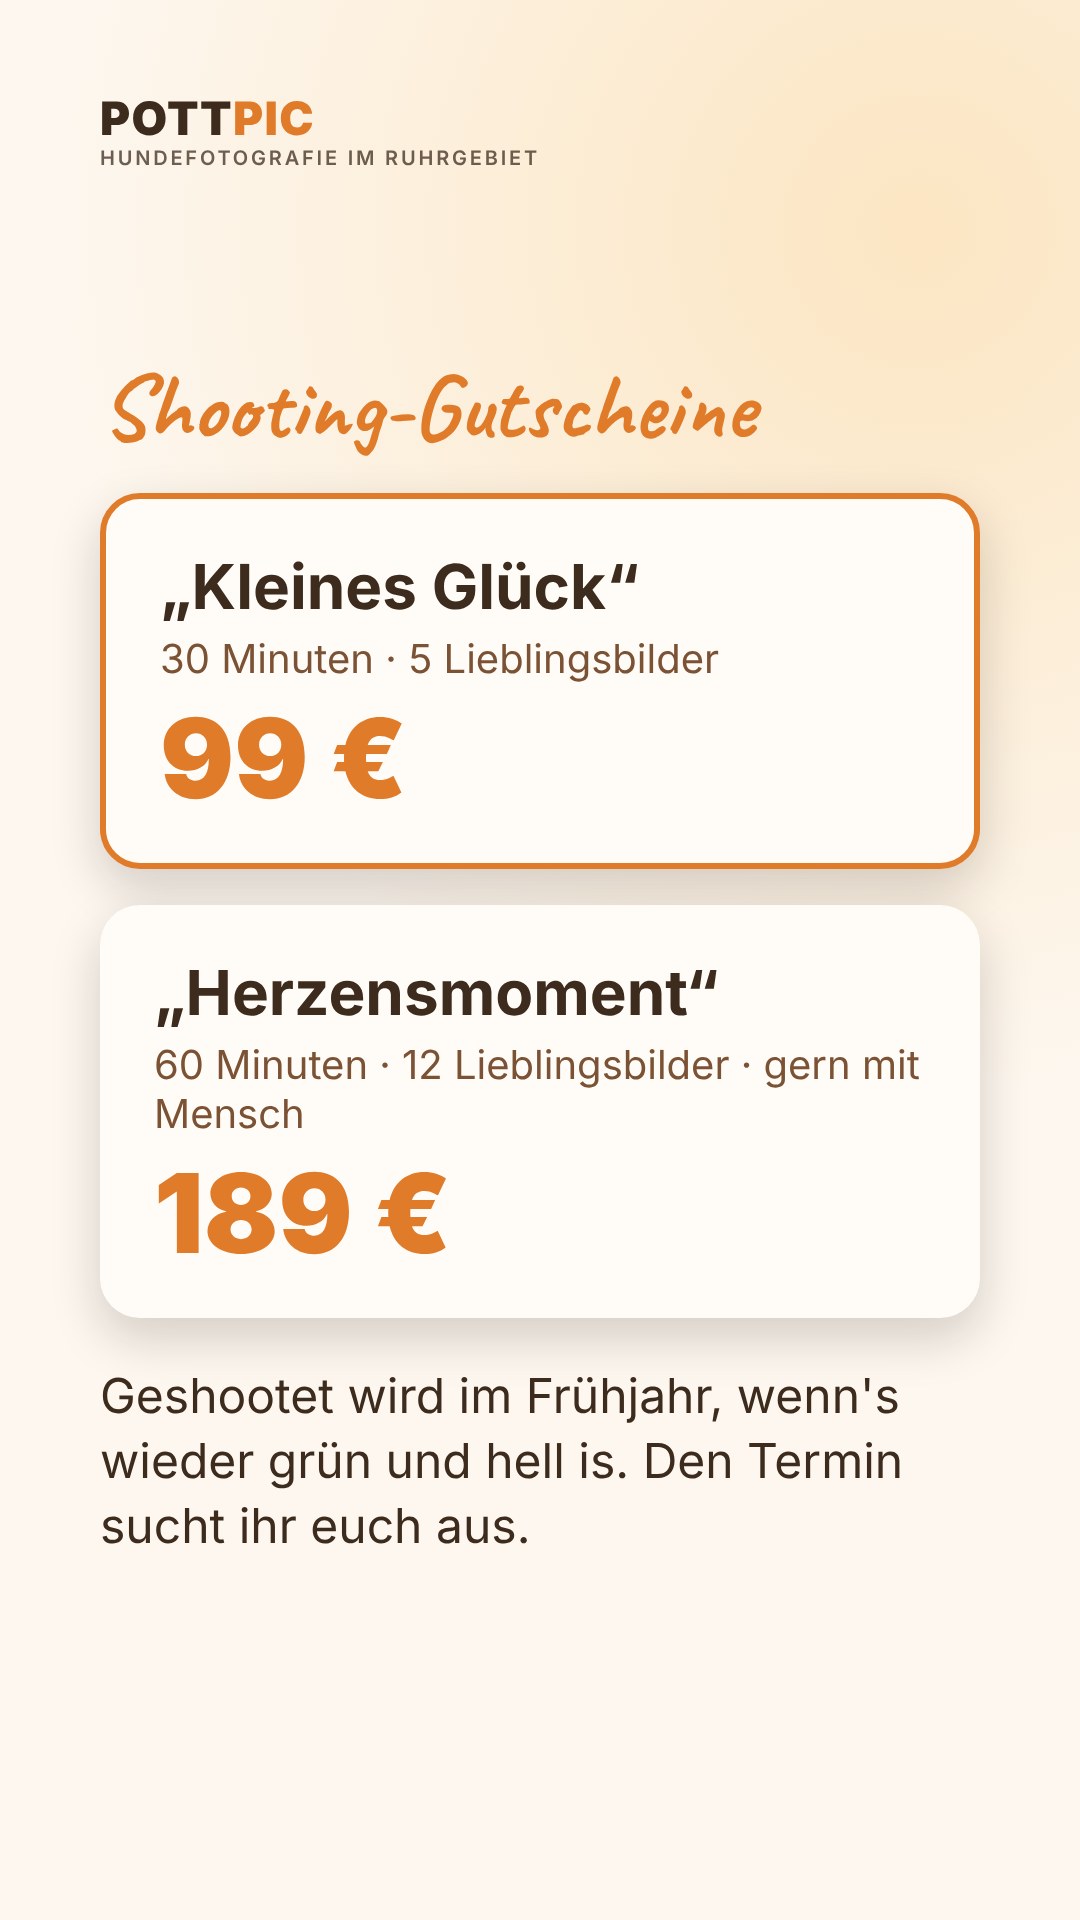 POTTPIC
HUNDEFOTOGRAFIE IM RUHRGEBIET
Shooting-Gutscheine
„Kleines Glück“
30 Minuten · 5 Lieblingsbilder
99 €
„Herzensmoment“
60 Minuten · 12 Lieblingsbilder · gern mit
Mensch
189 €
Geshootet wird im Frühjahr, wenn's
wieder grün und hell is. Den Termin
sucht ihr euch aus.